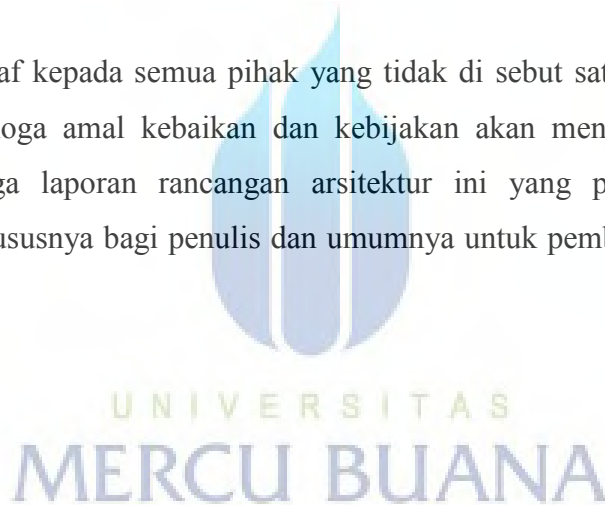 af kepada semua pihak yang tidak di sebut sat
oga amal kebaikan dan kebijakan akan men
ga laporan rancangan arsitektur ini yang p
ususnya bagi penulis dan umumnya untuk pemb
UNIVERSITAS
MERCU BUANA